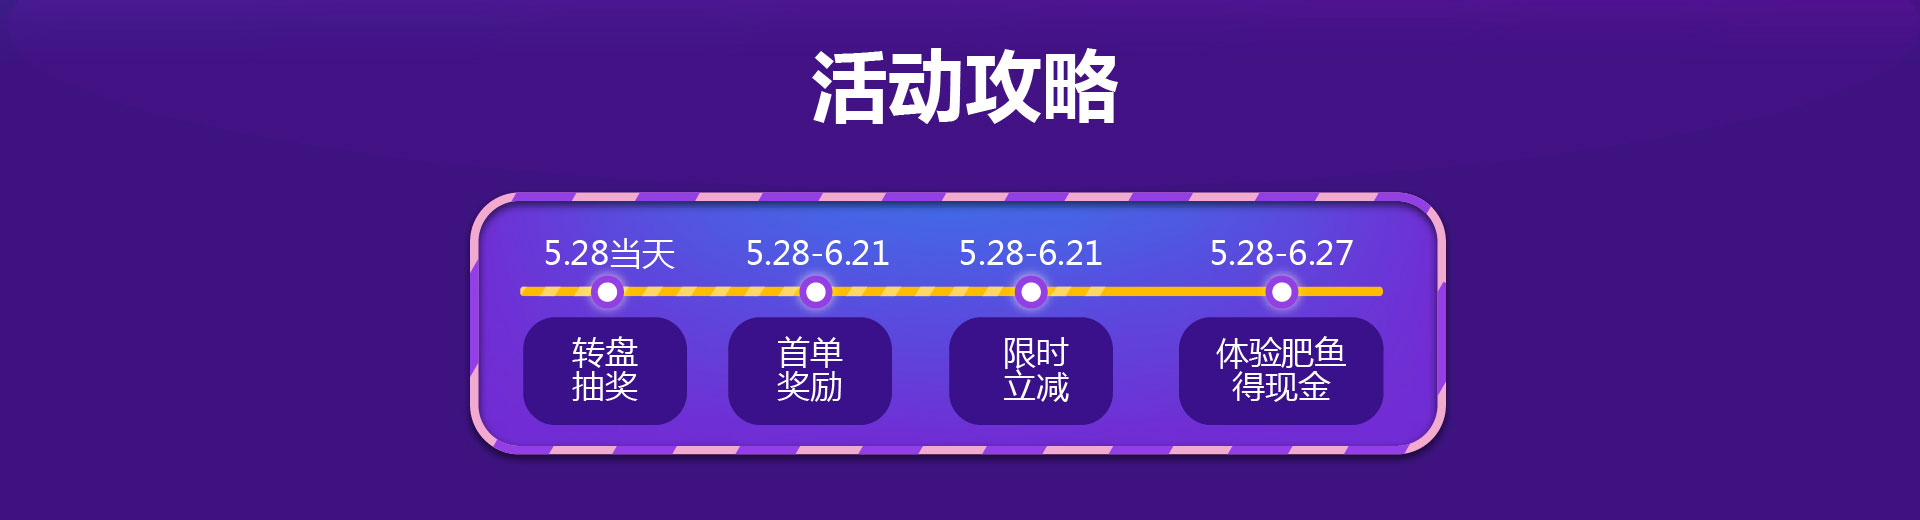 活动攻略
5.28当天
5.28-6.21
5.28-6.21
5.28-6.27
转盘
抽奖
首单
奖励
限时
立减
体验肥鱼
得现金